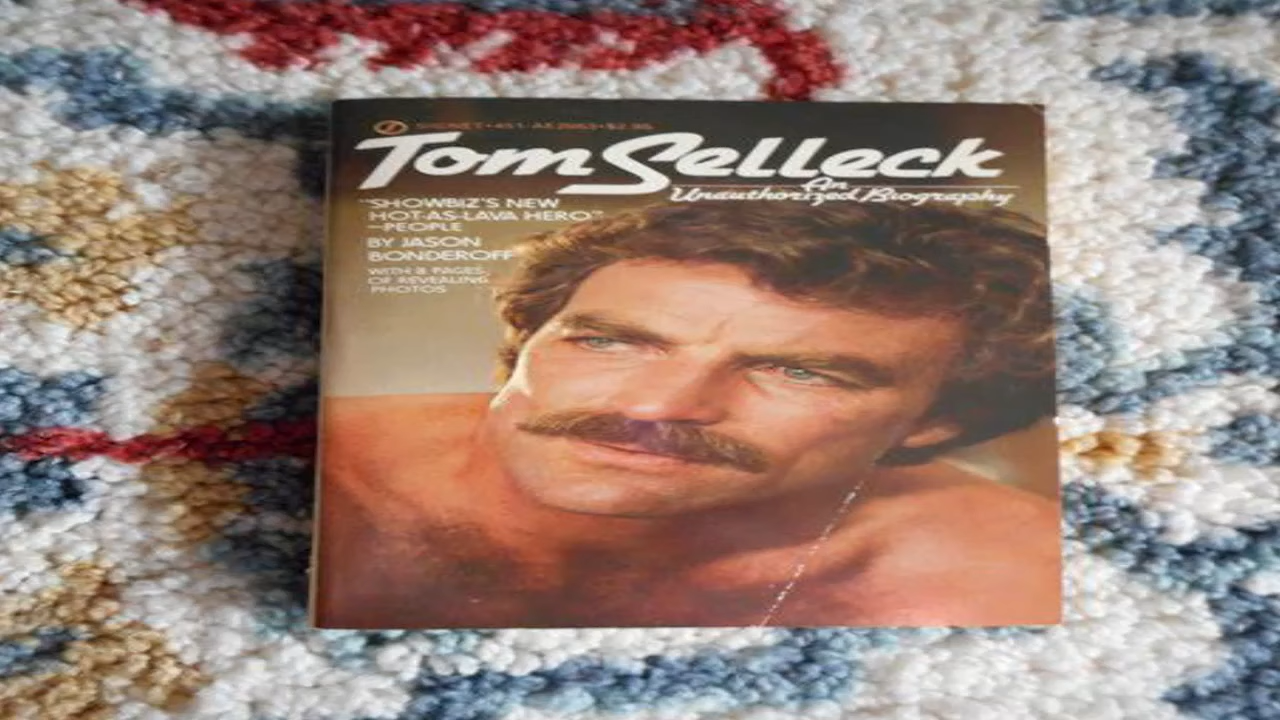 Tom Selleck
An
Unauthorized Biography
"SHOWBIZ'S NEW
HOT-AS-LAVA HERO"
—PEOPLE
BY JASON
BONDEROFF
WITH 8 PAGES
OF REVEALING
PHOTOS